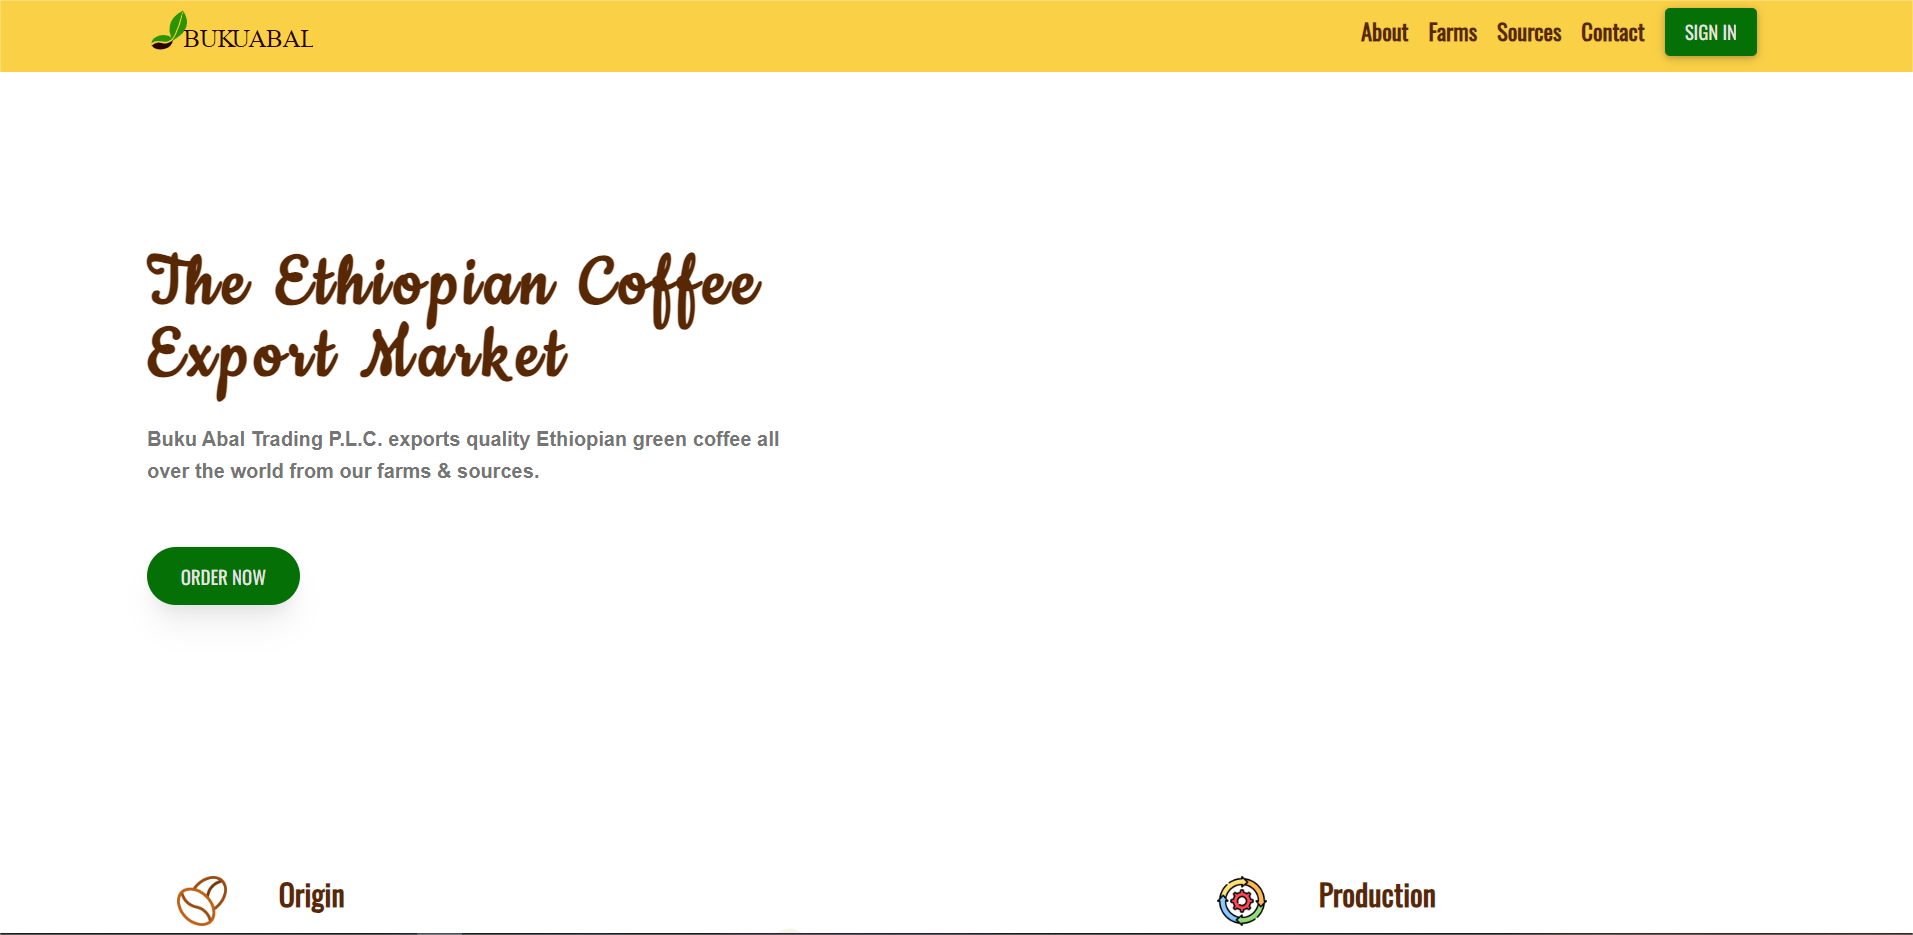 BUKUABAL
About Farms Sources Contact SIGN IN
The Ethiopian Coffee
Export Market
Buku Abal Trading P.L.C. exports quality Ethiopian green coffee all
over the world from our farms & sources.
ORDER NOW
Origin
Production